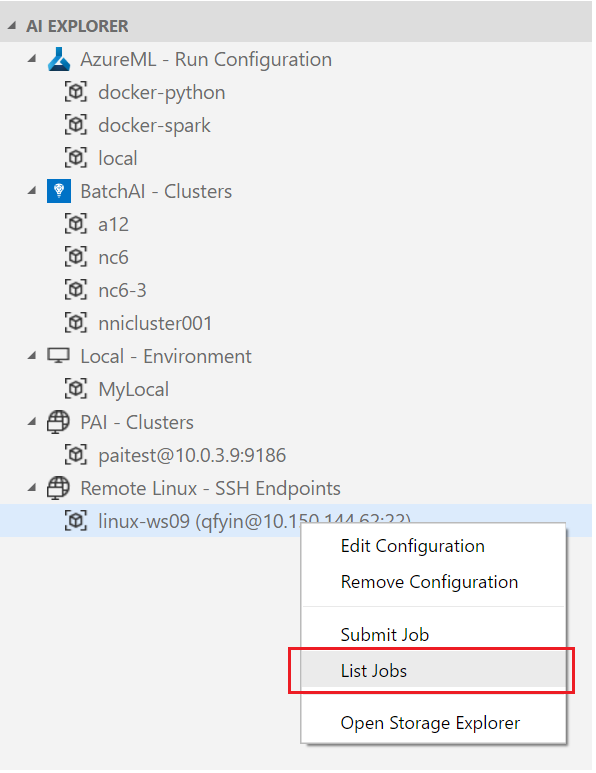 AI EXPLORER
AzureML - Run Configuration
docker-python
docker-spark
local
BatchAI - Clusters
a12
nc6
nc6-3
nnicluster001
Local - Environment
MyLocal
PAI - Clusters
paitest@10.0.3.9:9186
Remote Linux - SSH Endpoints
linux-ws09 (qfyin@10.150.144.62:22)
Edit Configuration
Remove Configuration
Submit Job
List Jobs
Open Storage Explorer